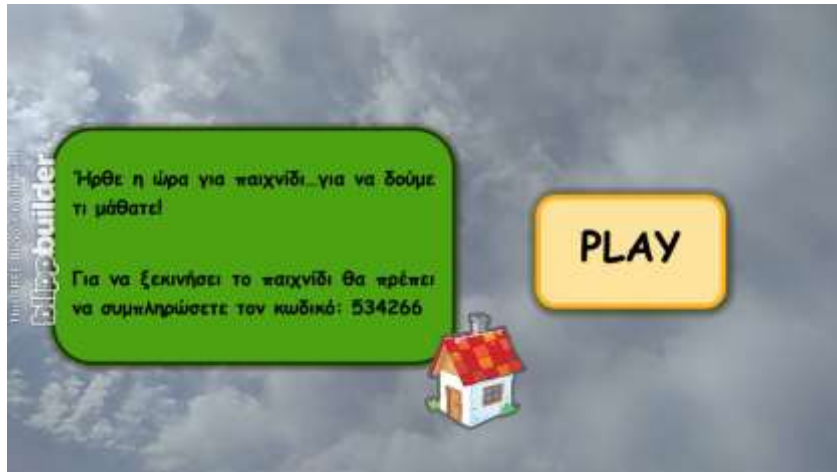 Ήρθε η ώρα για παιχνίδι...για να δούμε
τι μάθατε!
Για να ξεκινήσει το παιχνίδι θα πρέπει
να συμπληρώσετε τον κωδικό: 534266
PLAY
blippbuilder